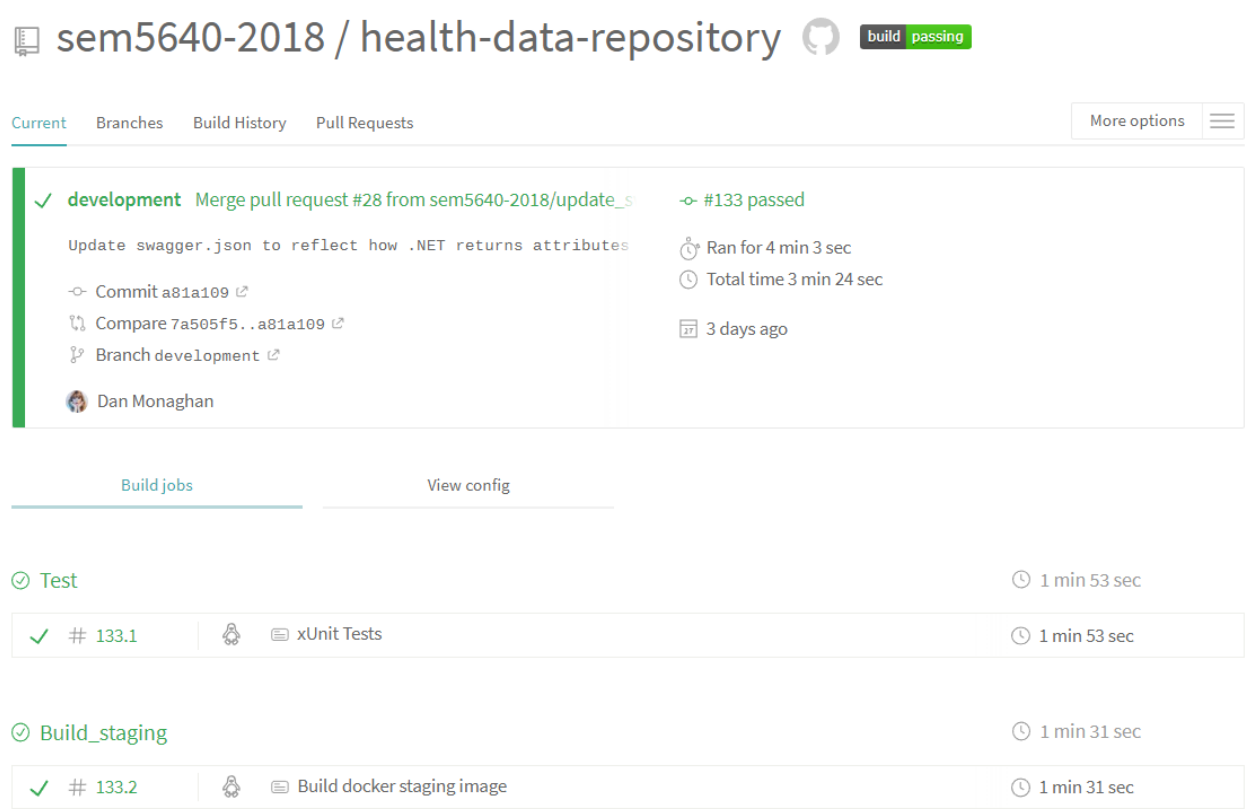 sem5640-2018 / health-data-repository build passing
Current Branches Build History Pull Requests More options
development Merge pull request #28 from sem5640-2018/update_s
#133 passed
Update swagger.json to reflect how .NET returns attributes
Ran for 4 min 3 sec
Commit a81a109
Total time 3 min 24 sec
Compare 7a505f5..a81a109
3 days ago
Branch development
Dan Monaghan
Build jobs View config
Test 1 min 53 sec
# 133.1 xUnit Tests 1 min 53 sec
Build_staging 1 min 31 sec
# 133.2 Build docker staging image 1 min 31 sec